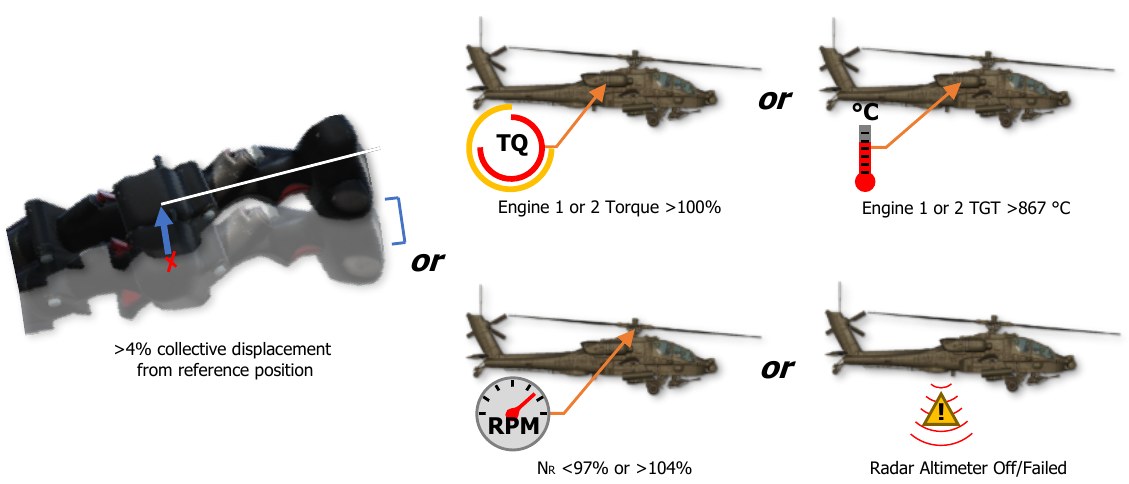 TQ
or
°C
Engine 1 or 2 Torque >100%
Engine 1 or 2 TGT >867 °C
or
>4% collective displacement
from reference position
or
!
RPM
NR <97% or >104%
Radar Altimeter Off/Failed